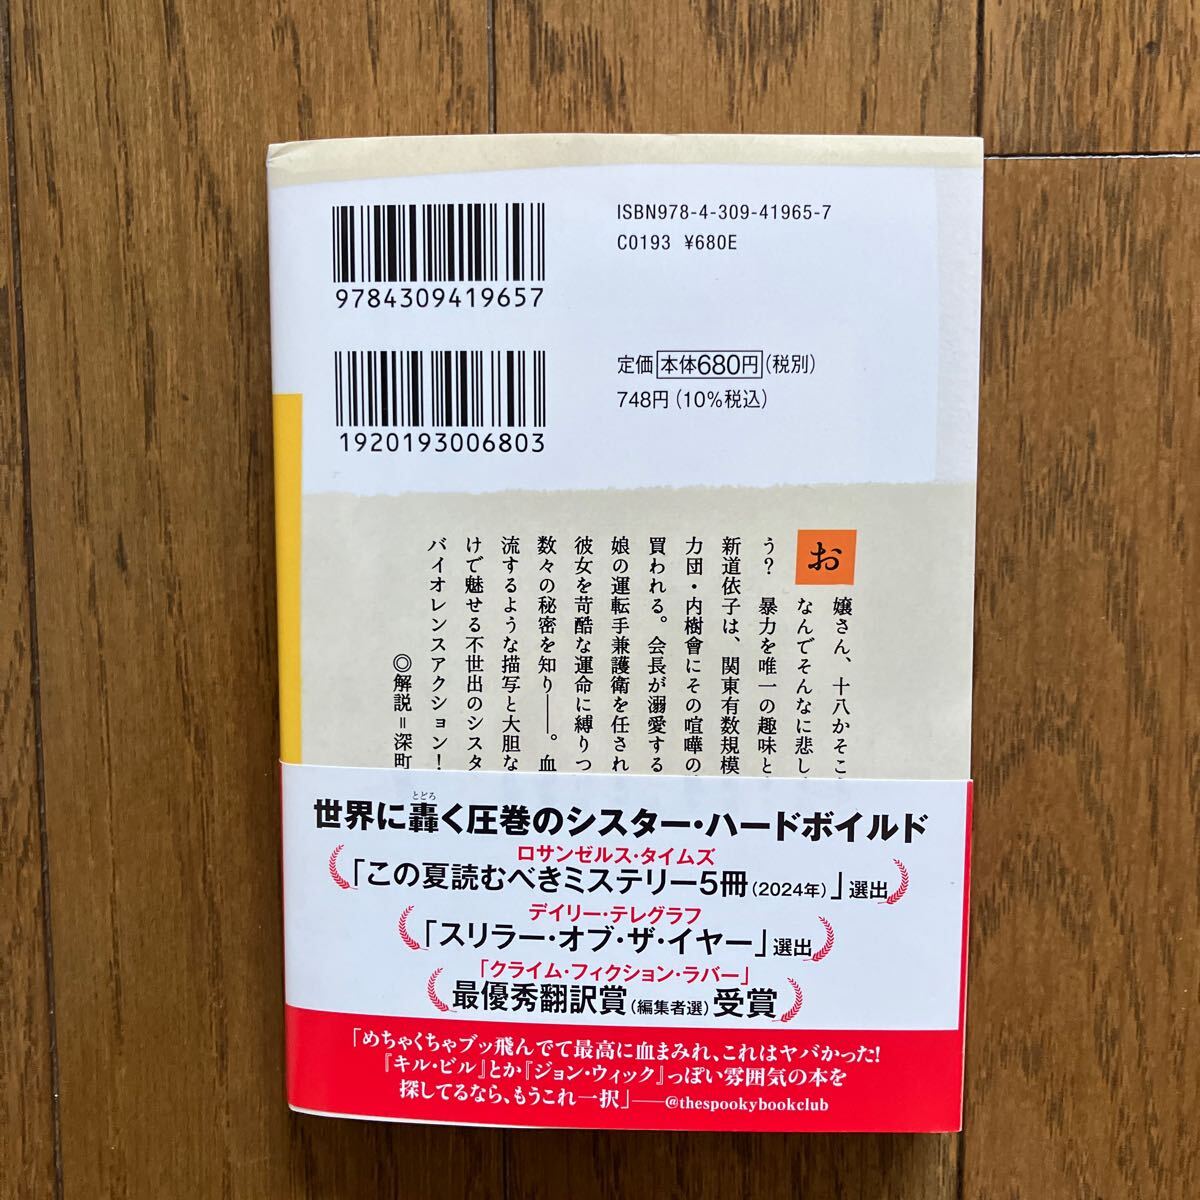 9784309419657
1920193006803
ISBN978-4-309-41965-7
C0193 ¥680E
定価 本体680円(税別)
748円(10%税込)
お
嬢さん、十八かそこ
なんでそんなに悲し
う？　暴力を唯一の趣味と
新道依子は、関東有数規模
力団・内樹會にその喧嘩の
買われる。会長が溺愛する
娘の運転手兼護衛を任され
彼女を苛酷な運命に縛りつ
数々の秘密を知り――。血
流するような描写と大胆な
けで魅せる不世出のシスタ
バイオレンスアクション！
◎解説＝深町
とどろ
世界に轟く圧巻のシスター・ハードボイルド
ロサンゼルス・タイムズ
「この夏読むべきミステリー5冊(2024年)」選出
デイリー・テレグラフ
「スリラー・オブ・ザ・イヤー」選出
「クライム・フィクション・ラバー」
最優秀翻訳賞(編集者選)受賞
「めちゃくちゃブッ飛んでて最高に血まみれ、これはヤバかった!
『キル・ビル』とか『ジョン・ウィック』っぽい雰囲気の本を
探してるなら、もうこれ一択」――@thespookybookclub